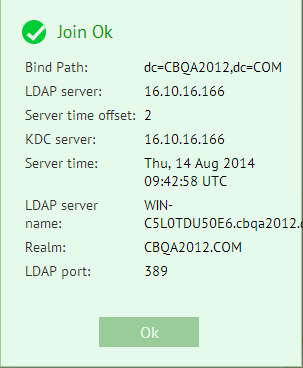 Join Ok
Bind Path: dc=CBQA2012,dc=COM
LDAP server: 16.10.16.166
Server time offset: 2
KDC server: 16.10.16.166
Server time: Thu, 14 Aug 2014
09:42:58 UTC
LDAP server WIN-
name: C5L0TDU50E6.cbqa2012.
Realm: CBQA2012.COM
LDAP port: 389
Ok